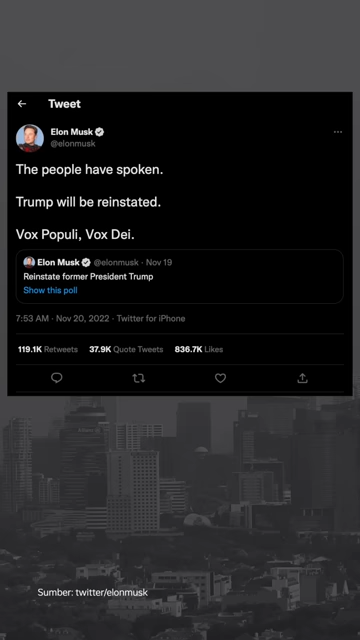 Tweet
Elon Musk
@elonmusk
The people have spoken.
Trump will be reinstated.
Vox Populi, Vox Dei.
Elon Musk @elonmusk · Nov 19
Reinstate former President Trump
Show this poll
7:53 AM · Nov 20, 2022 · Twitter for iPhone
119.1K Retweets 37.9K Quote Tweets 836.7K Likes
Allianz
Sumber: twitter/elonmusk